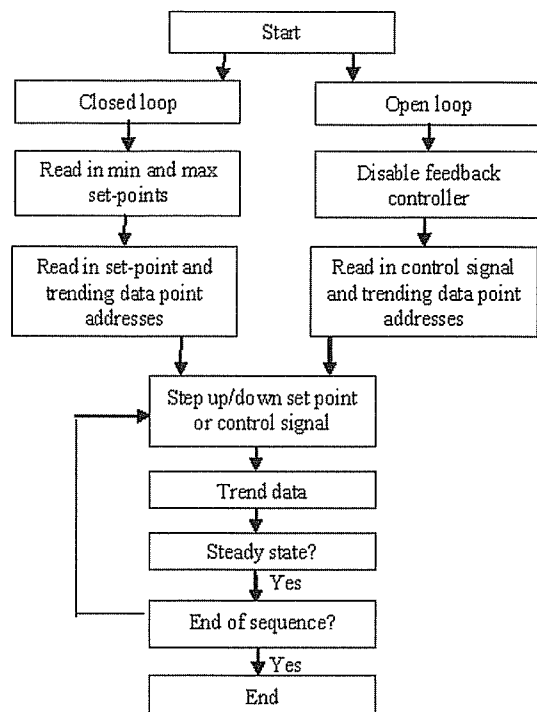 Start
Closed loop
Open loop
Read in min and max
set-points
Disable feedback
controller
Read in set-point and
trending data point
addresses
Read in control signal
and trending data point
addresses
Step up/down set point
or control signal
Trend data
Steady state?
Yes
End of sequence?
Yes
End